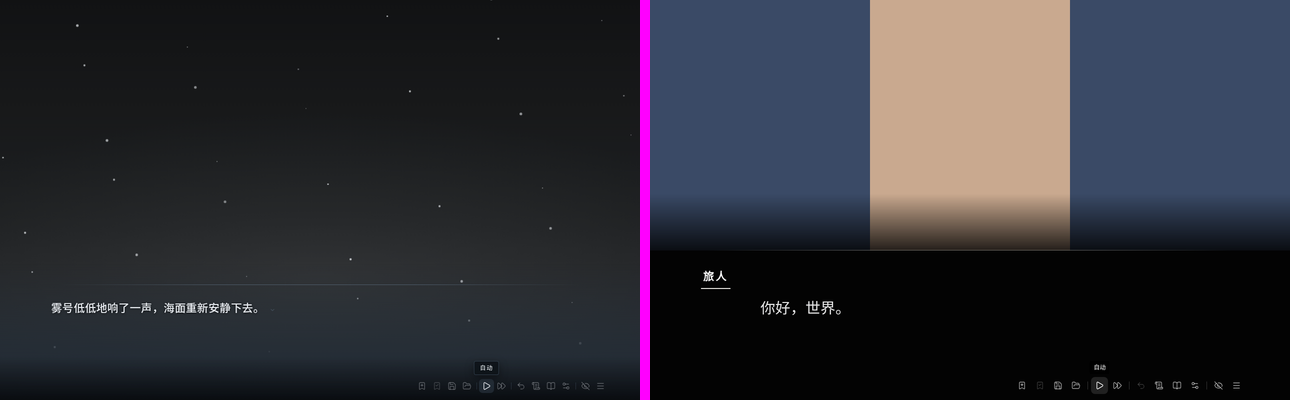 雾号低低地响了一声，海面重新安静下去。
自动
旅人
你好，世界。
自动